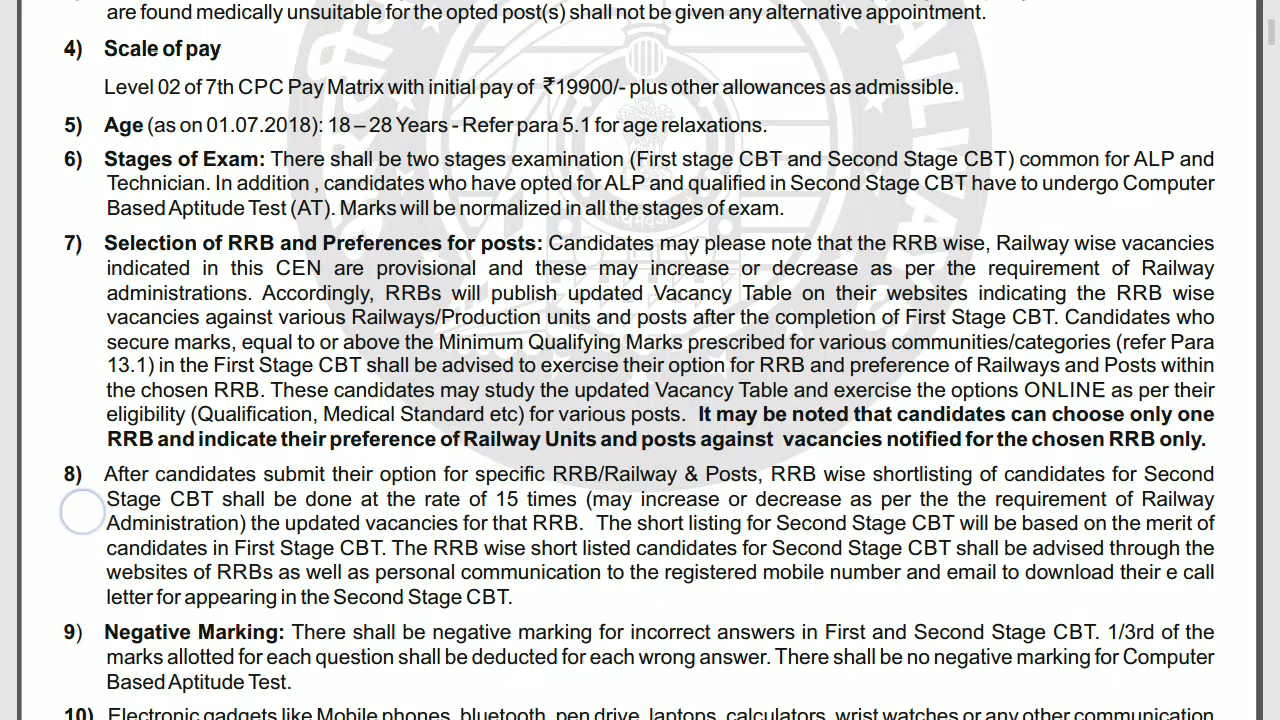 are found medically unsuitable for the opted post(s) shall not be given any alternative appointment.
4) Scale of pay
Level 02 of 7th CPC Pay Matrix with initial pay of ₹19900/- plus other allowances as admissible.
5) Age (as on 01.07.2018): 18 – 28 Years - Refer para 5.1 for age relaxations.
6) Stages of Exam: There shall be two stages examination (First stage CBT and Second Stage CBT) common for ALP and
Technician. In addition , candidates who have opted for ALP and qualified in Second Stage CBT have to undergo Computer
Based Aptitude Test (AT). Marks will be normalized in all the stages of exam.
7) Selection of RRB and Preferences for posts: Candidates may please note that the RRB wise, Railway wise vacancies
indicated in this CEN are provisional and these may increase or decrease as per the requirement of Railway
administrations. Accordingly, RRBs will publish updated Vacancy Table on their websites indicating the RRB wise
vacancies against various Railways/Production units and posts after the completion of First Stage CBT. Candidates who
secure marks, equal to or above the Minimum Qualifying Marks prescribed for various communities/categories (refer Para
13.1) in the First Stage CBT shall be advised to exercise their option for RRB and preference of Railways and Posts within
the chosen RRB. These candidates may study the updated Vacancy Table and exercise the options ONLINE as per their
eligibility (Qualification, Medical Standard etc) for various posts. It may be noted that candidates can choose only one
RRB and indicate their preference of Railway Units and posts against vacancies notified for the chosen RRB only.
8) After candidates submit their option for specific RRB/Railway & Posts, RRB wise shortlisting of candidates for Second
Stage CBT shall be done at the rate of 15 times (may increase or decrease as per the the requirement of Railway
Administration) the updated vacancies for that RRB. The short listing for Second Stage CBT will be based on the merit of
candidates in First Stage CBT. The RRB wise short listed candidates for Second Stage CBT shall be advised through the
websites of RRBs as well as personal communication to the registered mobile number and email to download their e call
letter for appearing in the Second Stage CBT.
9) Negative Marking: There shall be negative marking for incorrect answers in First and Second Stage CBT. 1/3rd of the
marks allotted for each question shall be deducted for each wrong answer. There shall be no negative marking for Computer
Based Aptitude Test.
10) Electronic gadgets like Mobile phones, bluetooth, pen drive, laptops, calculators, wrist watches or any other communication